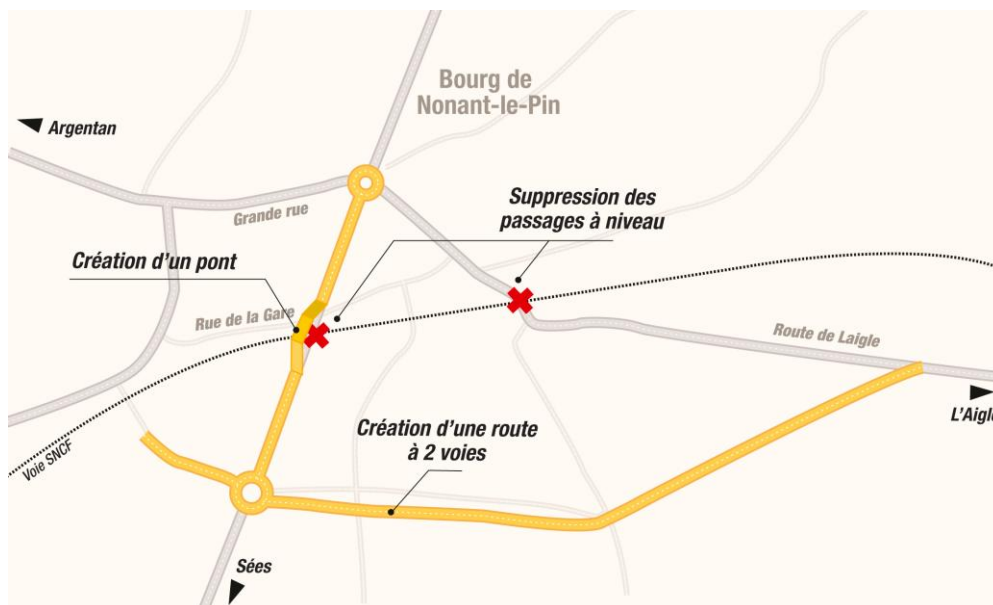 Bourg de
Nonant-le-Pin
Argentan
Suppression des
passages à niveau
Grande rue
Création d'un pont
Rue de la Gare
Route de Laigle
L'Aigle
Création d'une route
à 2 voies
Voie SNCF
Sées